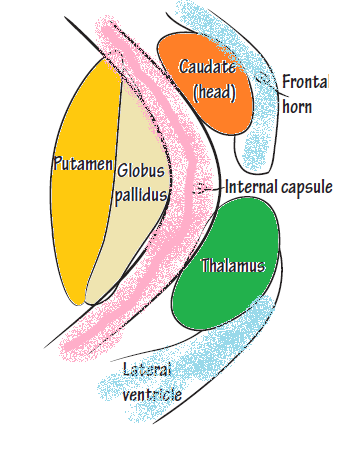 Caudate
(head)
Frontal
horn
Putamen
Globus
pallidus
Internal capsule
Thalamus
Lateral
ventricle